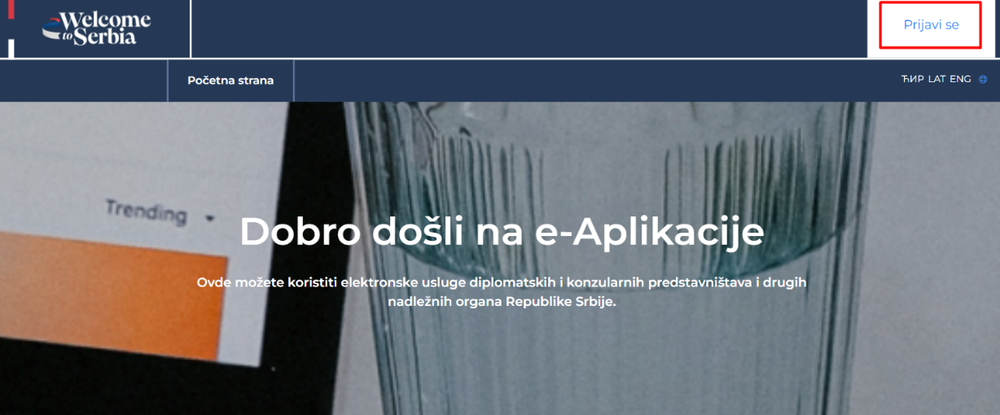 Welcome
to Serbia
Prijavi se
Početna strana
ЋИР LAT ENG
Trending
Dobro došli na e-Aplikacije
Ovde možete koristiti elektronske usluge diplomatskih i konzularnih predstavništava i drugih
nadležnih organa Republike Srbije.